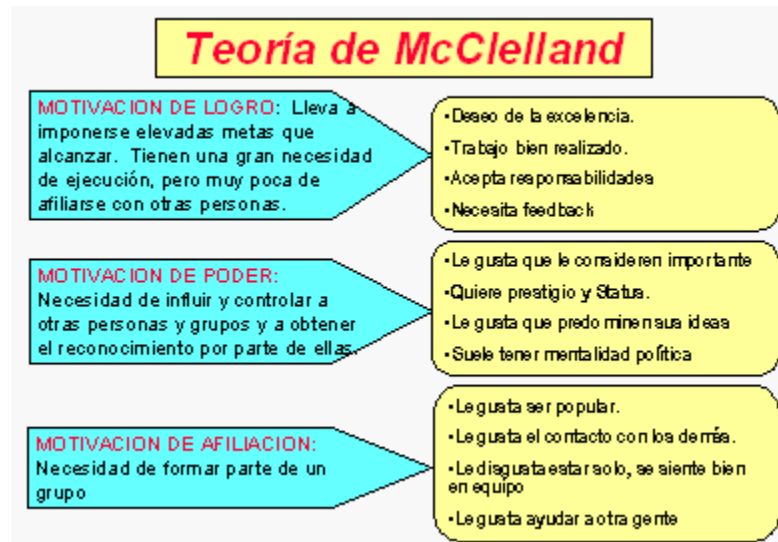 Teoría de McClelland
MOTIVACION DE LOGRO: Lleva a
imponerse elevadas metas que
alcanzar. Tienen una gran necesidad
de ejecución, pero muy poca de
afiliarse con otras personas.
•Deseo de la excelencia.
•Trabajo bien realizado.
•Acepta responsabilidades
•Necesita feedback
MOTIVACION DE PODER:
Necesidad de influir y controlar a
otras personas y grupos y a obtener
el reconocimiento por parte de ellas.
•Le gusta que le consideren importante
•Quiere prestigio y Status.
•Le gusta que predominen sus ideas
•Suele tener mentalidad política
MOTIVACION DE AFILIACION:
Necesidad de formar parte de un
grupo
•Le gusta ser popular.
•Le gusta el contacto con los demás.
•Le disgusta estar solo, se siente bien
en equipo
•Le gusta ayudar a otra gente